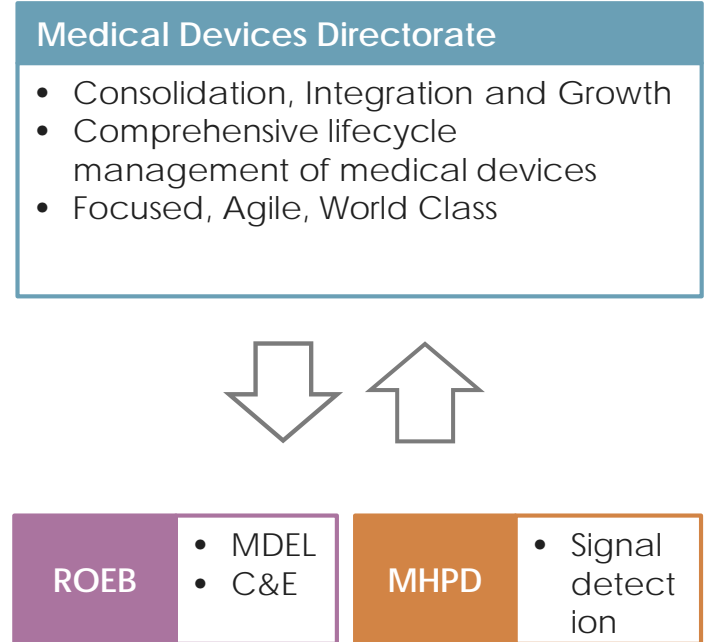 Medical Devices Directorate
• Consolidation, Integration and Growth
• Comprehensive lifecycle
management of medical devices
• Focused, Agile, World Class
ROEB
• MDEL
• C&E
MHPD
• Signal
detect
ion